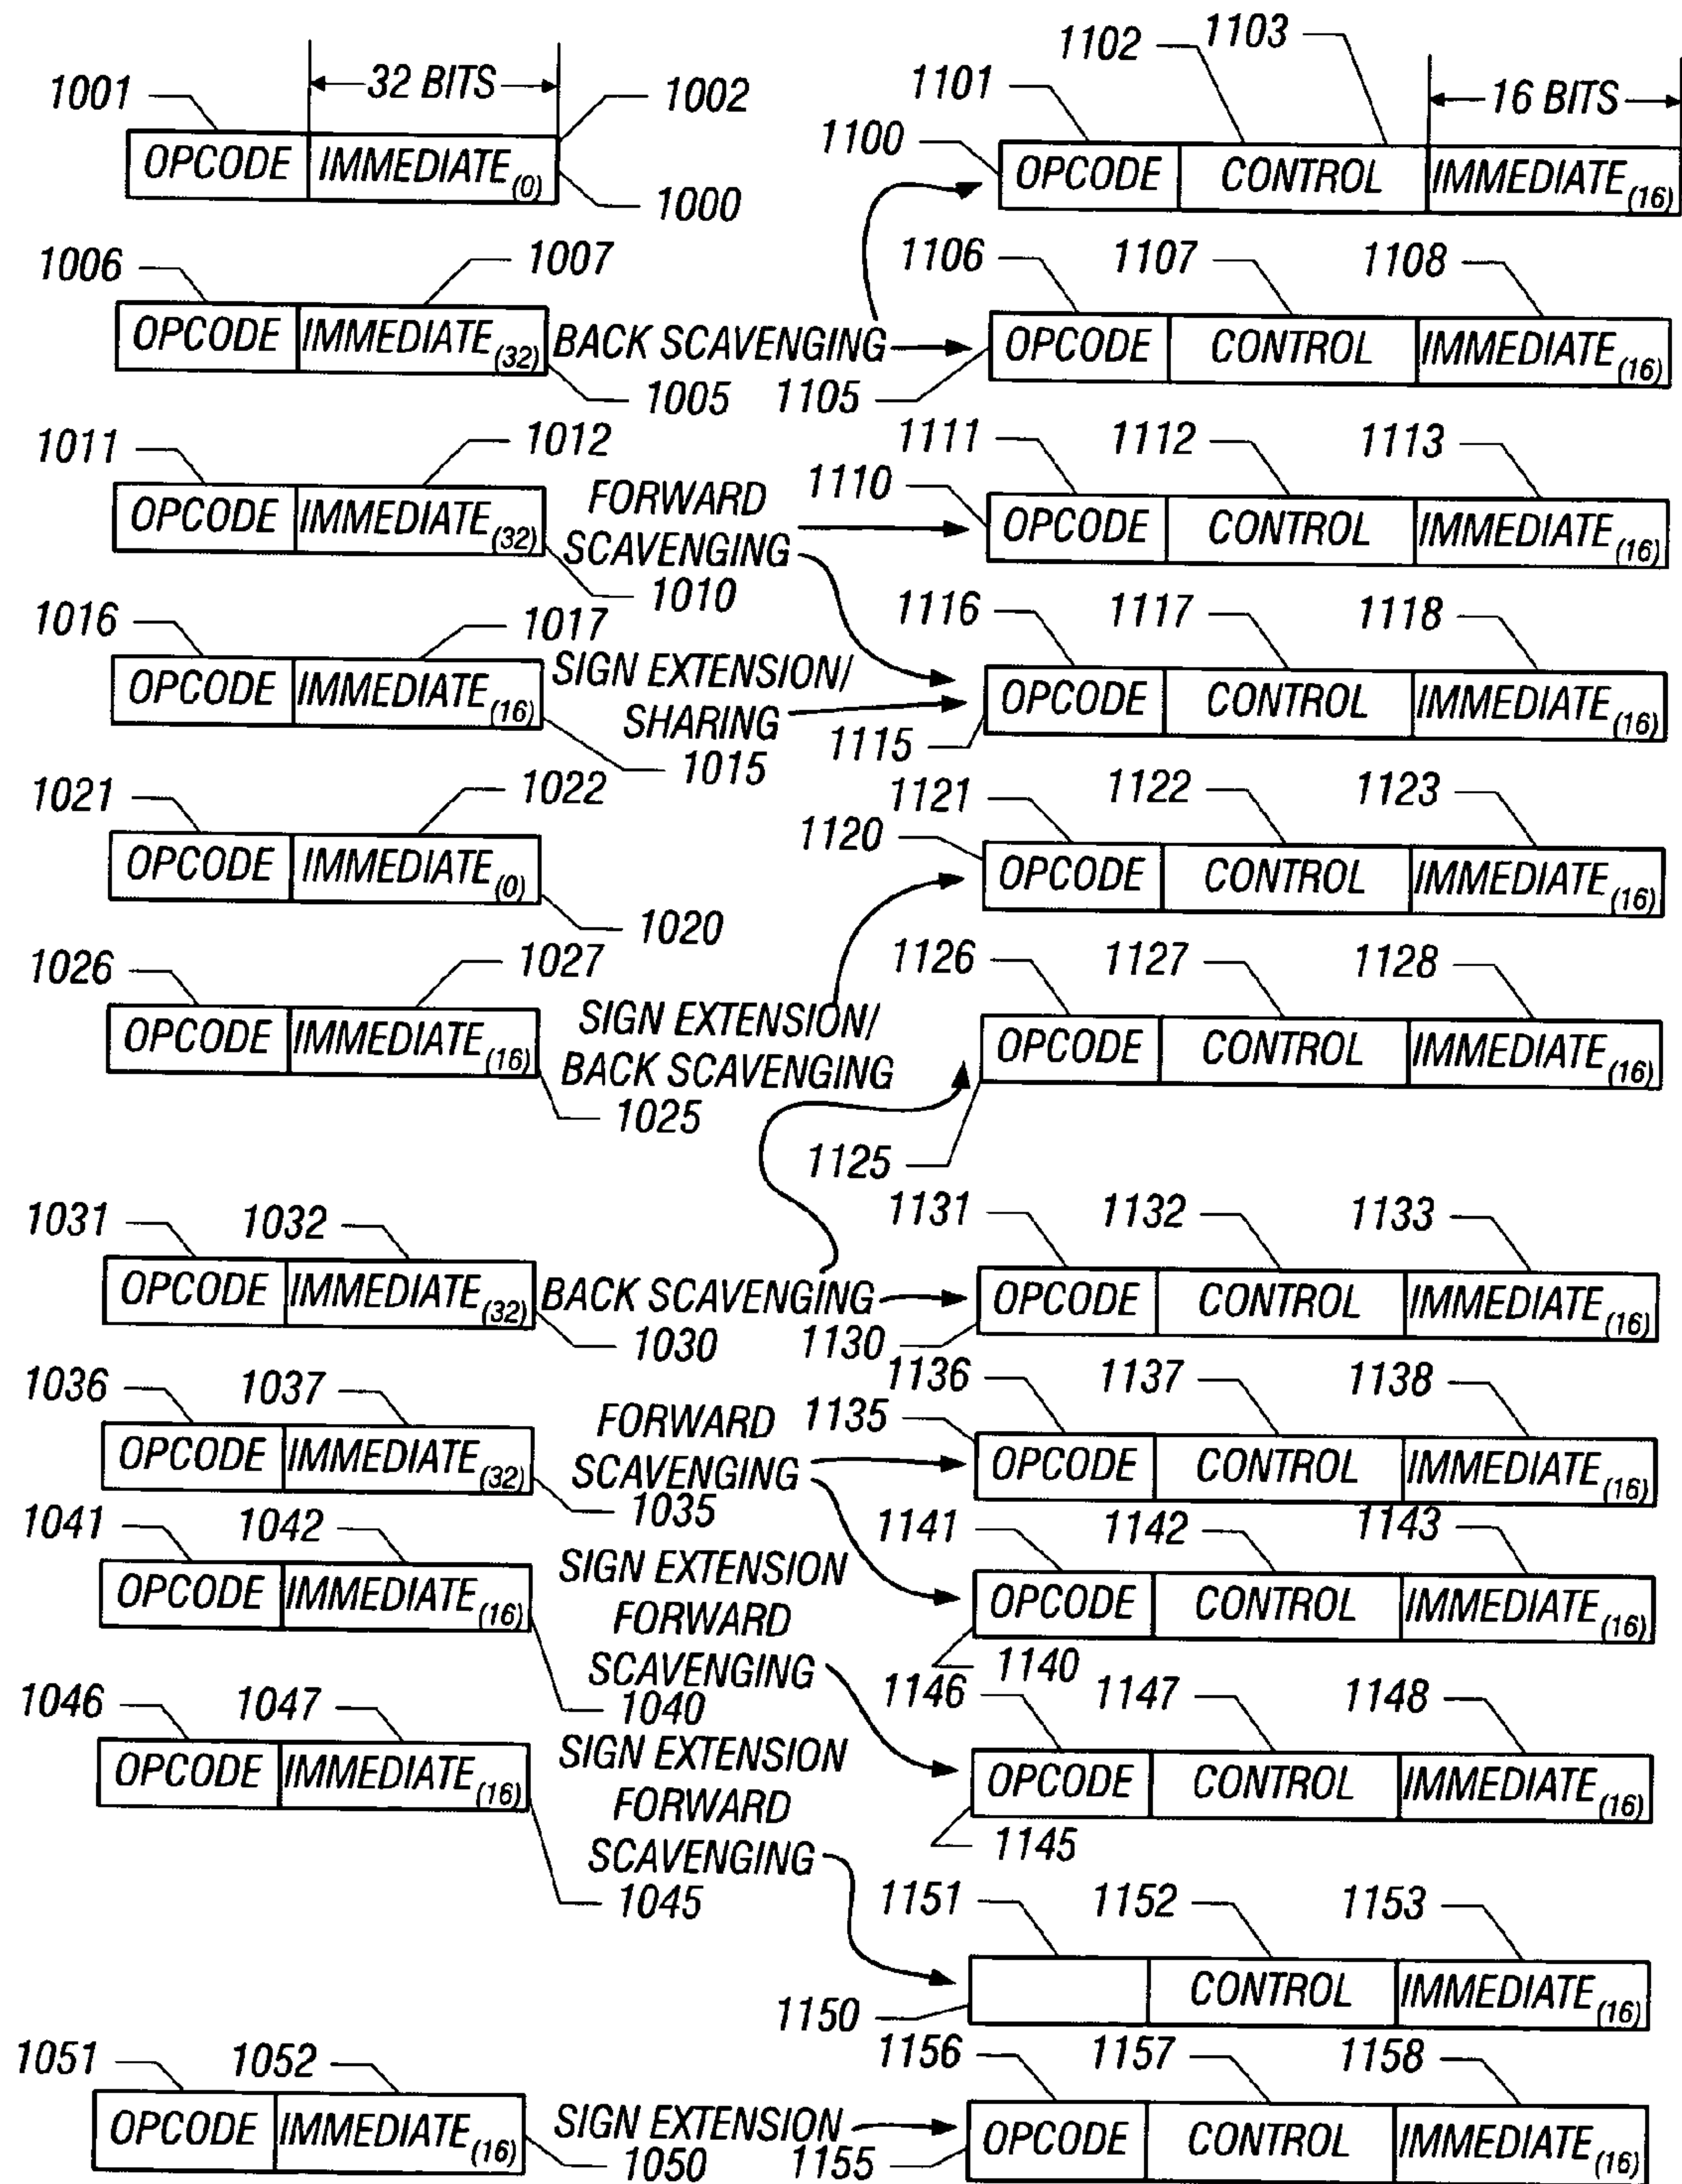 1102 1103
1001 32 BITS 1002 1101 16 BITS
1100
OPCODE IMMEDIATE(0) OPCODE CONTROL IMMEDIATE(16)
1000
1006 1007 1106 1107 1108
OPCODE IMMEDIATE(32) BACK SCAVENGING OPCODE CONTROL IMMEDIATE(16)
1005 1105
1011 1012 1111 1112 1113
FORWARD 1110
OPCODE IMMEDIATE(32) OPCODE CONTROL IMMEDIATE(16)
SCAVENGING
1010
1016 1017 1116 1117 1118
SIGN EXTENSION/
OPCODE IMMEDIATE(16) OPCODE CONTROL IMMEDIATE(16)
SHARING
1015 1115
1021 1022 1121 1122 1123
1120
OPCODE IMMEDIATE(0) OPCODE CONTROL IMMEDIATE(16)
1020
1026 1027 1126 1127 1128
SIGN EXTENSION/
OPCODE IMMEDIATE(16) OPCODE CONTROL IMMEDIATE(16)
BACK SCAVENGING
1025
1125
1031 1032 1131 1132 1133
OPCODE IMMEDIATE(32) BACK SCAVENGING OPCODE CONTROL IMMEDIATE(16)
1030 1130
1036 1037 1136 1137 1138
FORWARD 1135
OPCODE IMMEDIATE(32) SCAVENGING OPCODE CONTROL IMMEDIATE(16)
1035
1041 1042 1141 1142 1143
SIGN EXTENSION
OPCODE IMMEDIATE(16) FORWARD OPCODE CONTROL IMMEDIATE(16)
SCAVENGING 1140
1040
1046 1047 1146 1147 1148
SIGN EXTENSION
OPCODE IMMEDIATE(16) OPCODE CONTROL IMMEDIATE(16)
FORWARD
1145
SCAVENGING
1045
1151 1152 1153
CONTROL IMMEDIATE(16)
1150
1051 1052 1156 1157 1158
OPCODE IMMEDIATE(16) SIGN EXTENSION OPCODE CONTROL IMMEDIATE(16)
1050 1155